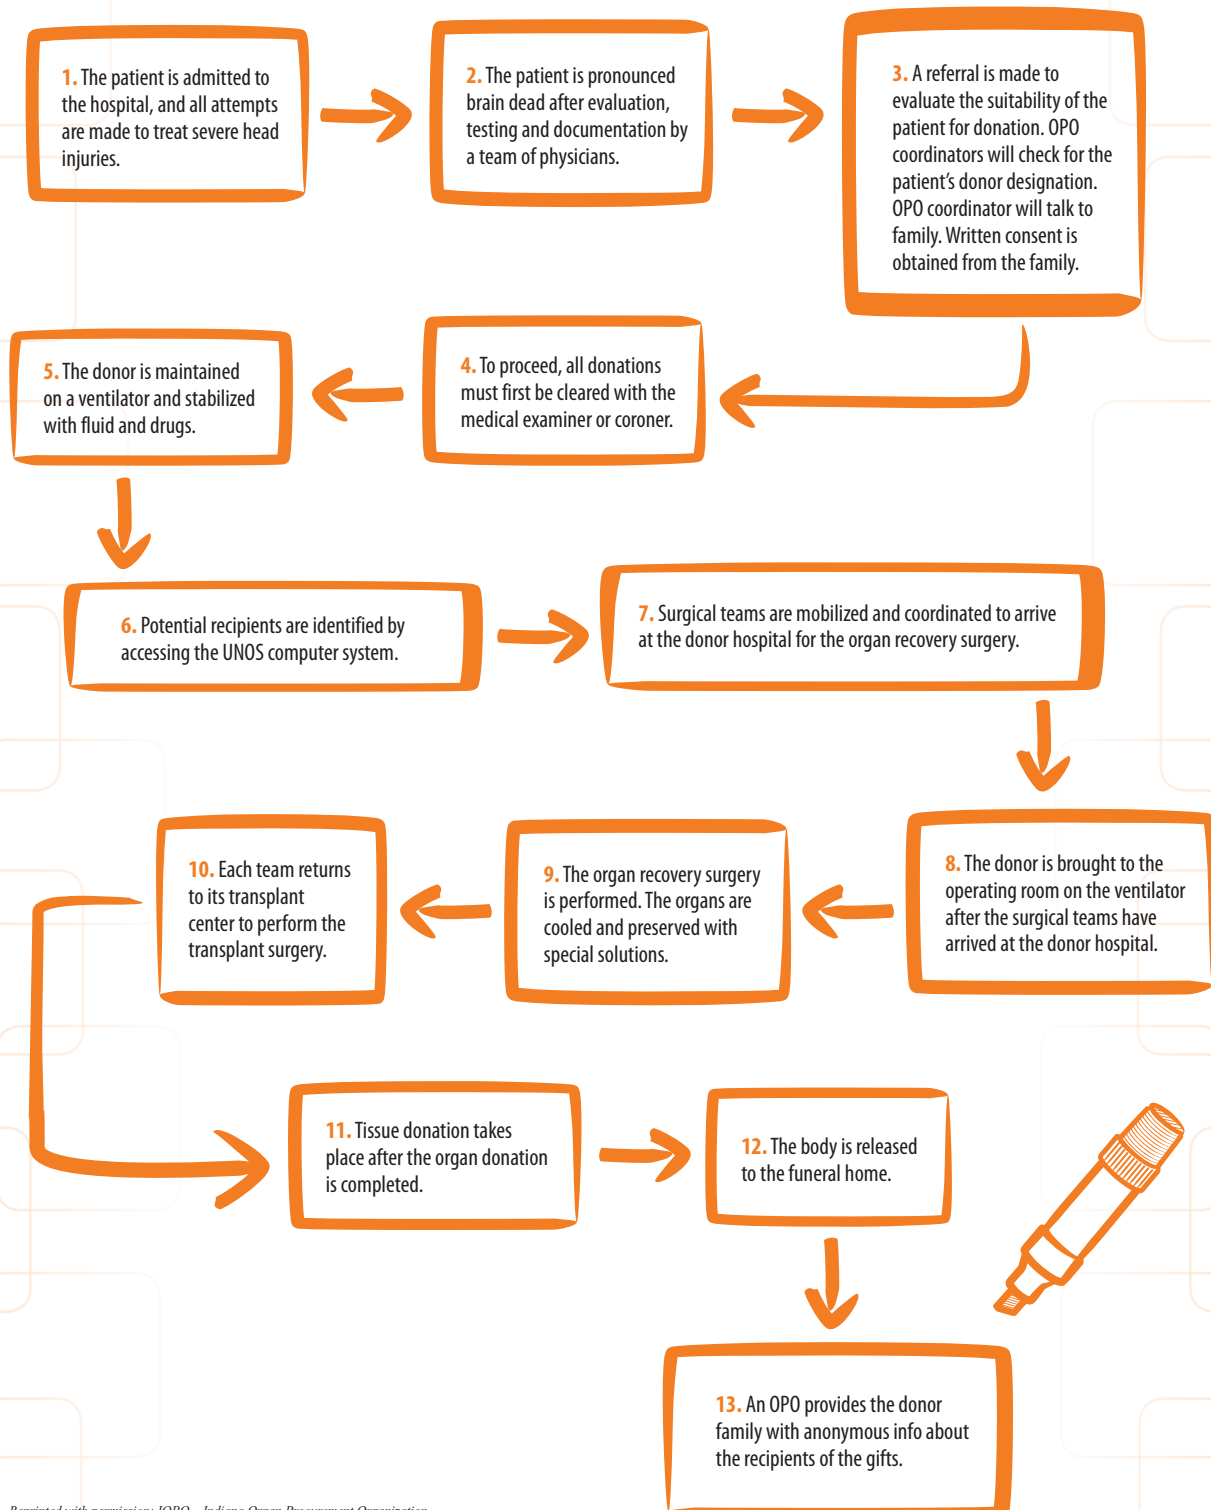 1. The patient is admitted to
the hospital, and all attempts
are made to treat severe head
injuries.
2. The patient is pronounced
brain dead after evaluation,
testing and documentation by
a team of physicians.
3. A referral is made to
evaluate the suitability of the
patient for donation. OPO
coordinators will check for the
patient’s donor designation.
OPO coordinator will talk to
family. Written consent is
obtained from the family.
4. To proceed, all donations
must first be cleared with the
medical examiner or coroner.
5. The donor is maintained
on a ventilator and stabilized
with fluid and drugs.
6. Potential recipients are identified by
accessing the UNOS computer system.
7. Surgical teams are mobilized and coordinated to arrive
at the donor hospital for the organ recovery surgery.
8. The donor is brought to the
operating room on the ventilator
after the surgical teams have
arrived at the donor hospital.
9. The organ recovery surgery
is performed. The organs are
cooled and preserved with
special solutions.
10. Each team returns
to its transplant
center to perform the
transplant surgery.
11. Tissue donation takes
place after the organ donation
is completed.
12. The body is released
to the funeral home.
13. An OPO provides the donor
family with anonymous info about
the recipients of the gifts.